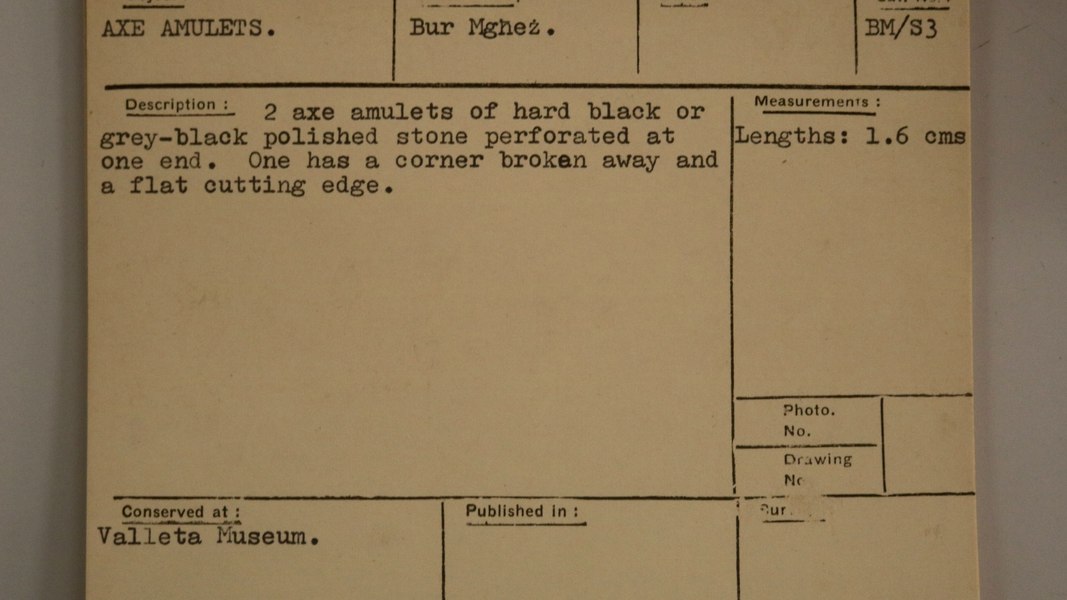 AXE AMULETS.
Bur Mgħeż.
BM/S3
Description :
2 axe amulets of hard black or
grey-black polished stone perforated at
one end. One has a corner broken away and
a flat cutting edge.
Measurements :
Lengths: 1.6 cms
Photo.
No.
Drawing
Conserved at :
Valleta Museum.
Published in :